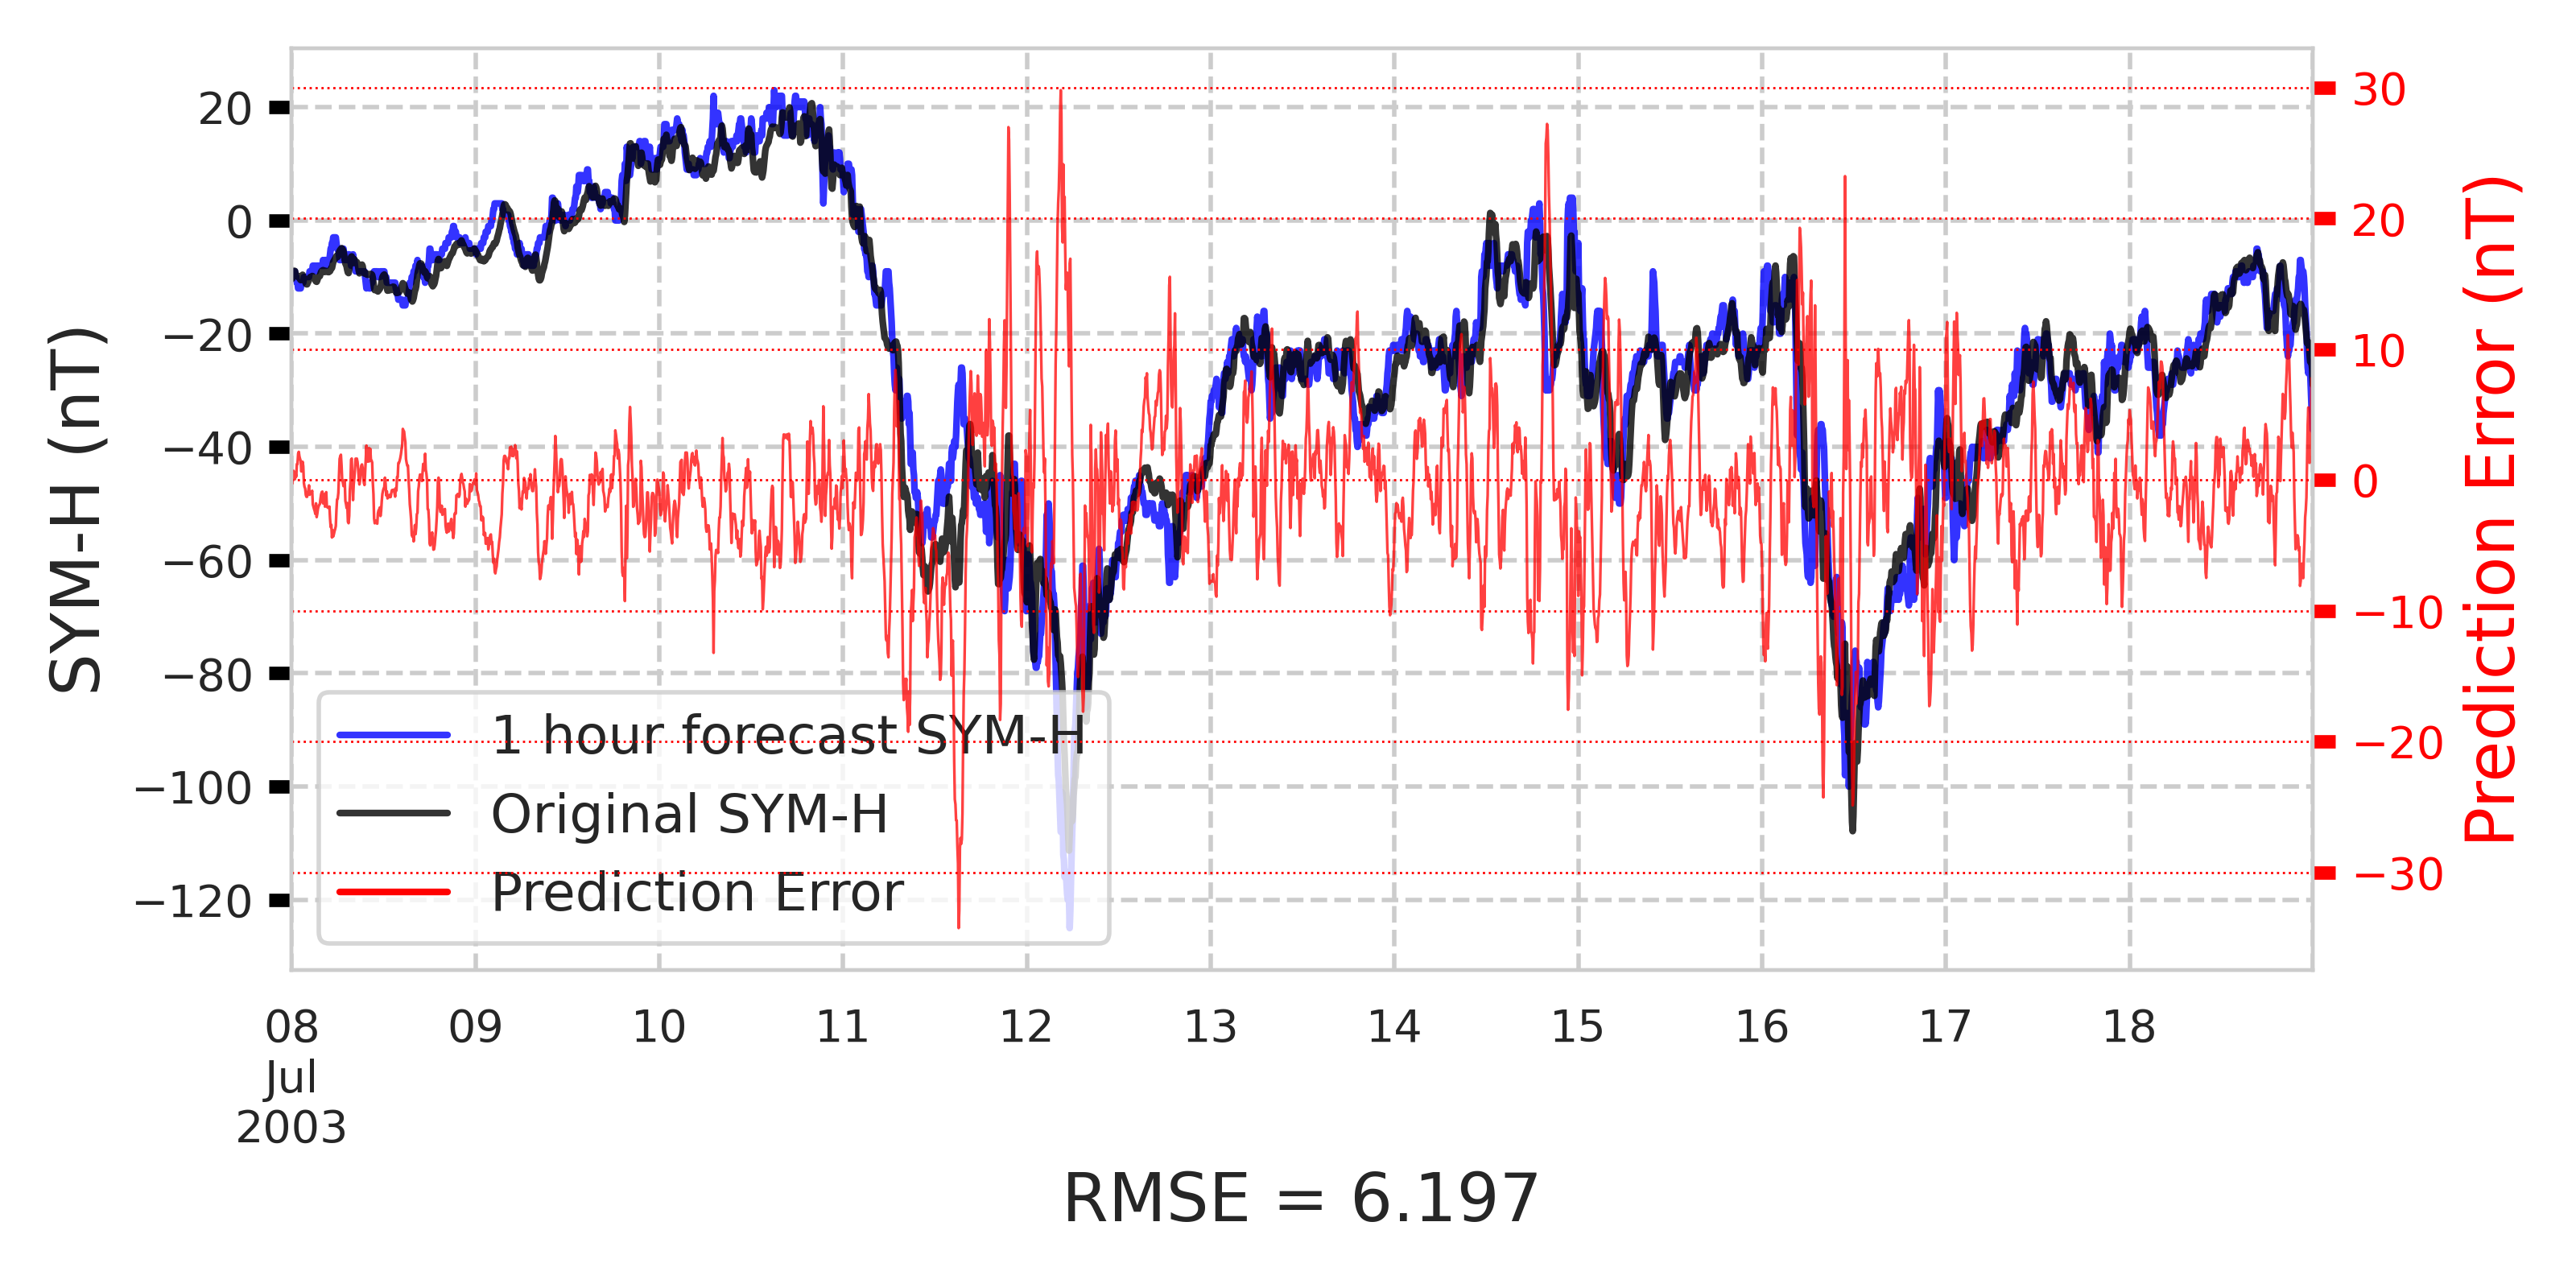 SYM-H (nT)
20
0
−20
−40
−60
−80
−100
−120
1 hour forecast SYM-H
Original SYM-H
Prediction Error
30
20
10
0
−10
−20
−30
Prediction Error (nT)
08 09 10 11 12 13 14 15 16 17 18
Jul
2003
RMSE = 6.197